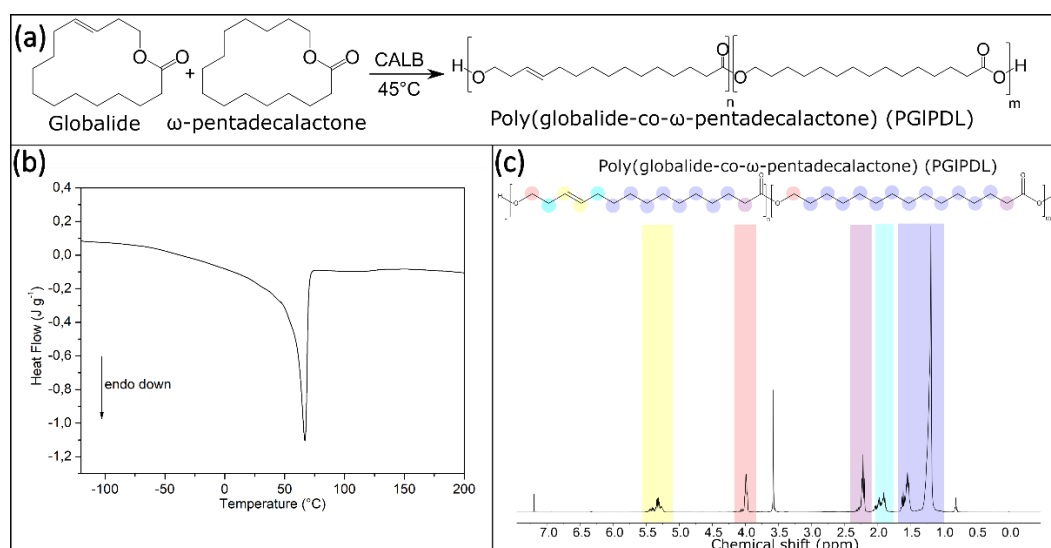 (a)
O
O
+
O
O
CALB
45°C
H
O
O
n
O
O
O
H
m
Globalide
ω-pentadecalactone
Poly(globalide-co-ω-pentadecalactone) (PGlPDL)
(b)
0,4
0,2
0,0
-0,2
-0,4
-0,6
-0,8
-1,0
-1,2
Heat Flow (J g⁻¹)
endo down
-100
-50
0
50
100
150
200
Temperature (°C)
(c)
Poly(globalide-co-ω-pentadecalactone) (PGlPDL)
H
O
O
n
O
O
O
m
7.0
6.5
6.0
5.5
5.0
4.5
4.0
3.5
3.0
2.5
2.0
1.5
1.0
0.5
0.0
Chemical shift (ppm)